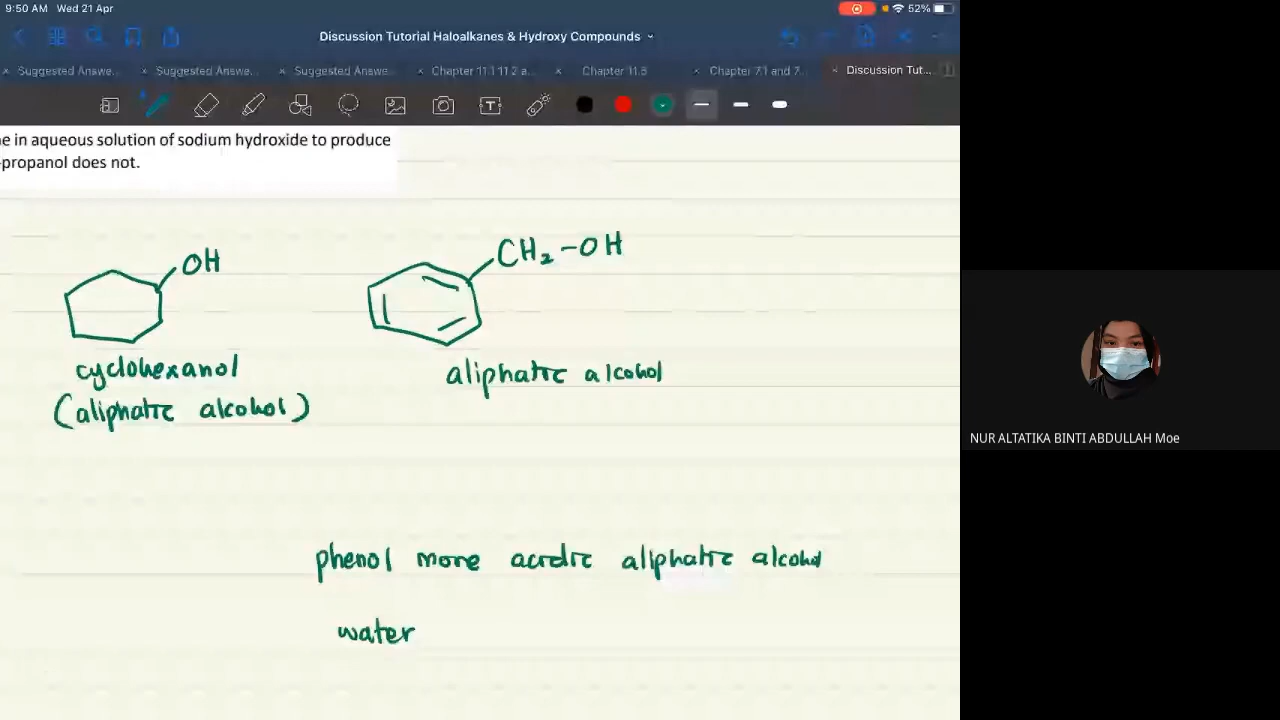 9:50 AM Wed 21 Apr
52%
Discussion Tutorial Haloalkanes & Hydroxy Compounds
Suggested Answe...
Suggested Answe...
Suggested Answe...
Chapter 11.1 11.2 a...
Chapter 11.5
Chapter 7.1 and 7...
Discussion Tut...
e in aqueous solution of sodium hydroxide to produce
-propanol does not.
OH
CH₂-OH
cyclohexanol
(aliphatic alcohol)
aliphatic alcohol
phenol more acidic aliphatic alcohol
water
NUR ALTATIKA BINTI ABDULLAH Moe